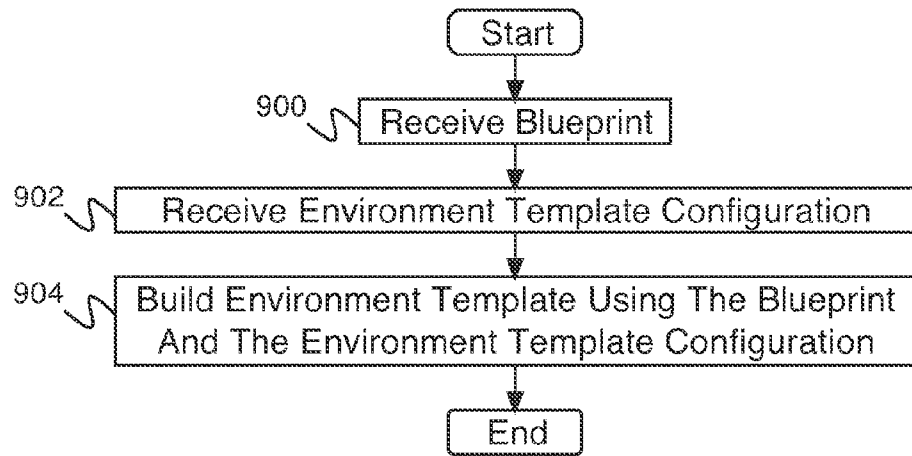 Start
900
Receive Blueprint
902
Receive Environment Template Configuration
904
Build Environment Template Using The Blueprint
And The Environment Template Configuration
End